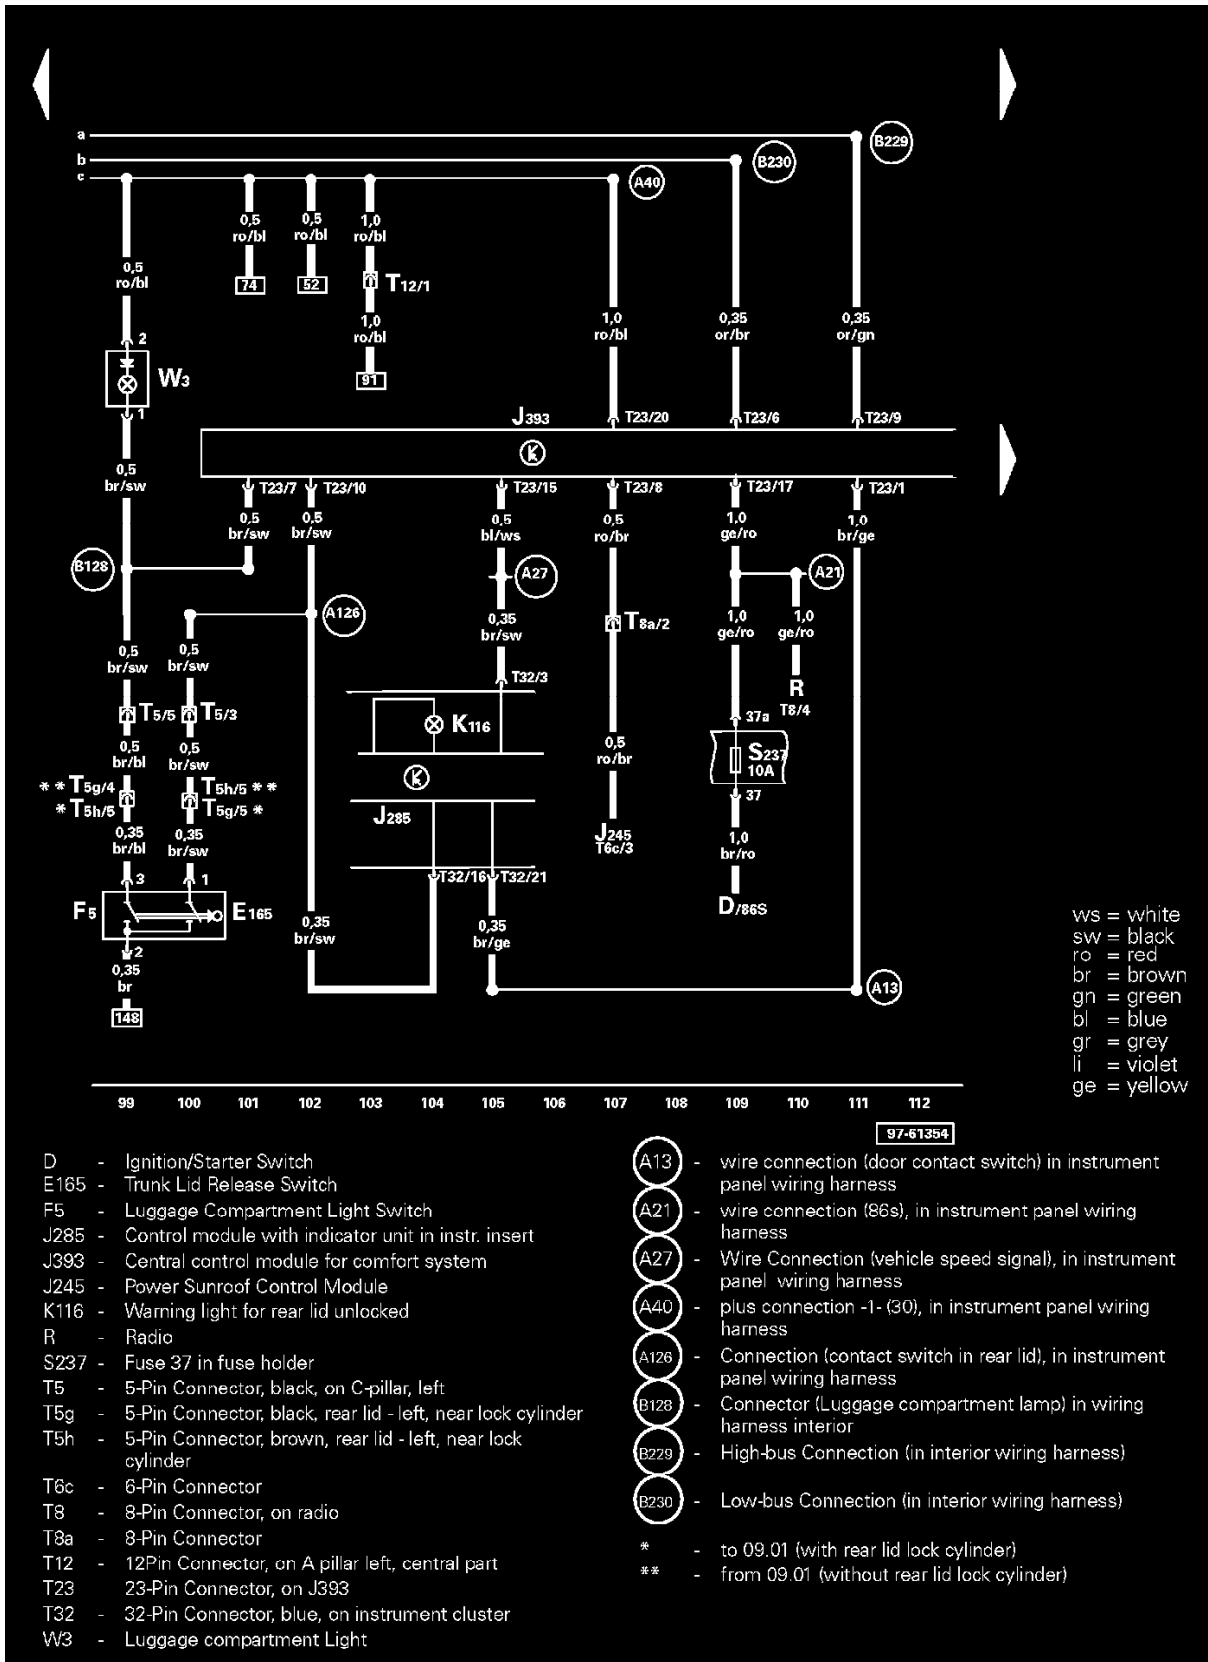 a
B229
b
B230
c
A40
0,5
ro/bl
0,5
ro/bl
1,0
ro/bl
0,5
ro/bl
74
52
T12/1
1,0
ro/bl
1,0
ro/bl
0,35
or/br
0,35
or/gn
2
W3
91
1
J393
T23/20
T23/6
T23/9
K
0,5
br/sw
T23/7
T23/10
T23/15
T23/8
T23/17
T23/1
0,5
br/sw
0,5
br/sw
0,5
bl/ws
0,5
ro/br
1,0
ge/ro
1,0
br/ge
B128
A27
A21
A126
0,35
br/sw
T8a/2
1,0
ge/ro
1,0
ge/ro
0,5
br/sw
0,5
br/sw
T32/3
R
T8/4
T5/5
T5/3
K116
37a
0,5
br/bl
0,5
br/sw
0,5
ro/br
S237
10A
K
* * T5g/4
* T5h/5
T5h/5 * *
T5g/5 *
37
J285
0,35
br/bl
0,35
br/sw
J245
T6c/3
1,0
br/ro
3
1
T32/16
T32/21
F5
E165
D/86S
0,35
br/sw
0,35
br/ge
2
0,35
br
A13
148
ws = white
sw = black
ro = red
br = brown
gn = green
bl = blue
gr = grey
li = violet
ge = yellow
99 100 101 102 103 104 105 106 107 108 109 110 111 112
97-61354
D - Ignition/Starter Switch
E165 - Trunk Lid Release Switch
F5 - Luggage Compartment Light Switch
J285 - Control module with indicator unit in instr. insert
J393 - Central control module for comfort system
J245 - Power Sunroof Control Module
K116 - Warning light for rear lid unlocked
R - Radio
S237 - Fuse 37 in fuse holder
T5 - 5-Pin Connector, black, on C-pillar, left
T5g - 5-Pin Connector, black, rear lid - left, near lock cylinder
T5h - 5-Pin Connector, brown, rear lid - left, near lock
cylinder
T6c - 6-Pin Connector
T8 - 8-Pin Connector, on radio
T8a - 8-Pin Connector
T12 - 12Pin Connector, on A pillar left, central part
T23 - 23-Pin Connector, on J393
T32 - 32-Pin Connector, blue, on instrument cluster
W3 - Luggage compartment Light
A13 - wire connection (door contact switch) in instrument
panel wiring harness
A21 - wire connection (86s), in instrument panel wiring
harness
A27 - Wire Connection (vehicle speed signal), in instrument
panel wiring harness
A40 - plus connection -1- (30), in instrument panel wiring
harness
A126 - Connection (contact switch in rear lid), in instrument
panel wiring harness
B128 - Connector (Luggage compartment lamp) in wiring
harness interior
B229 - High-bus Connection (in interior wiring harness)
B230 - Low-bus Connection (in interior wiring harness)
* - to 09.01 (with rear lid lock cylinder)
** - from 09.01 (without rear lid lock cylinder)